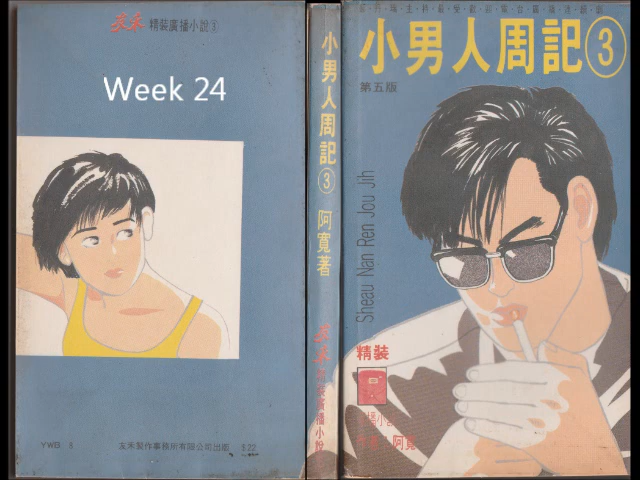 友禾 精裝廣播小說③
Week 24
YWB 8
友禾製作事務所有限公司出版
$ 22
小男人周記③
阿寬著
友禾
精裝廣播小說
小男人周記③
第五版
Sheau Nan Ren Jou Jih
精裝
阿寬